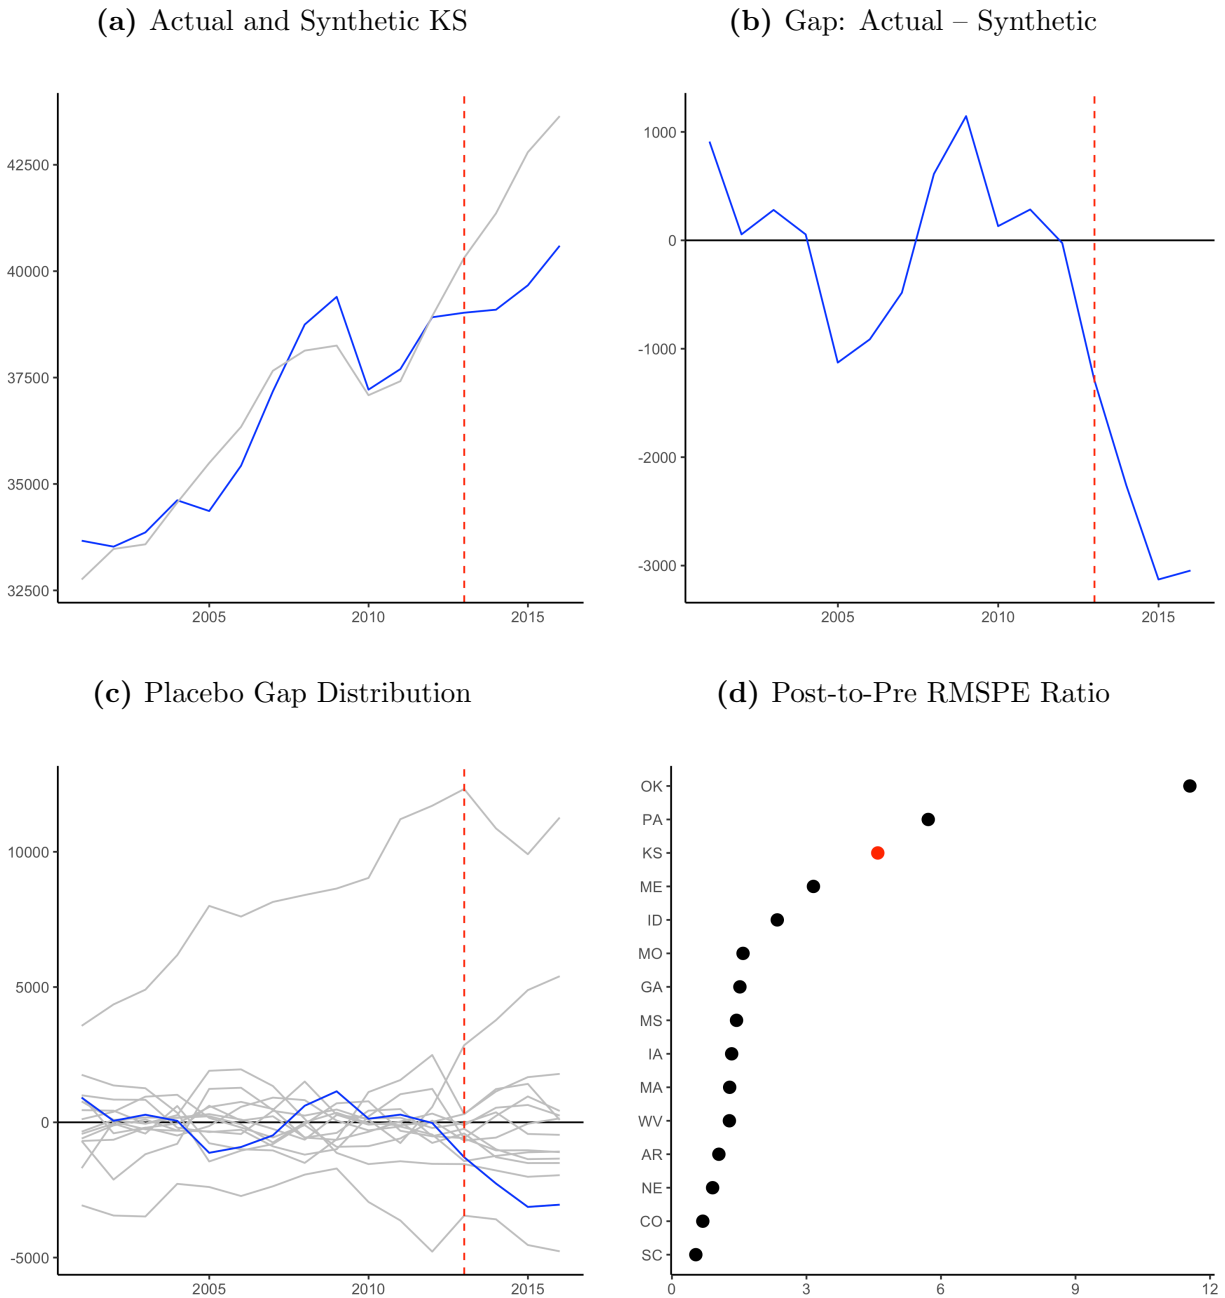 (a) Actual and Synthetic KS
42500
40000
37500
35000
32500
2005 2010 2015
(b) Gap: Actual – Synthetic
1000
0
-1000
-2000
-3000
2005 2010 2015
(c) Placebo Gap Distribution
10000
5000
0
-5000
2005 2010 2015
(d) Post-to-Pre RMSPE Ratio
OK
PA
KS
ME
ID
MO
GA
MS
IA
MA
WV
AR
NE
CO
SC
0 3 6 9 12